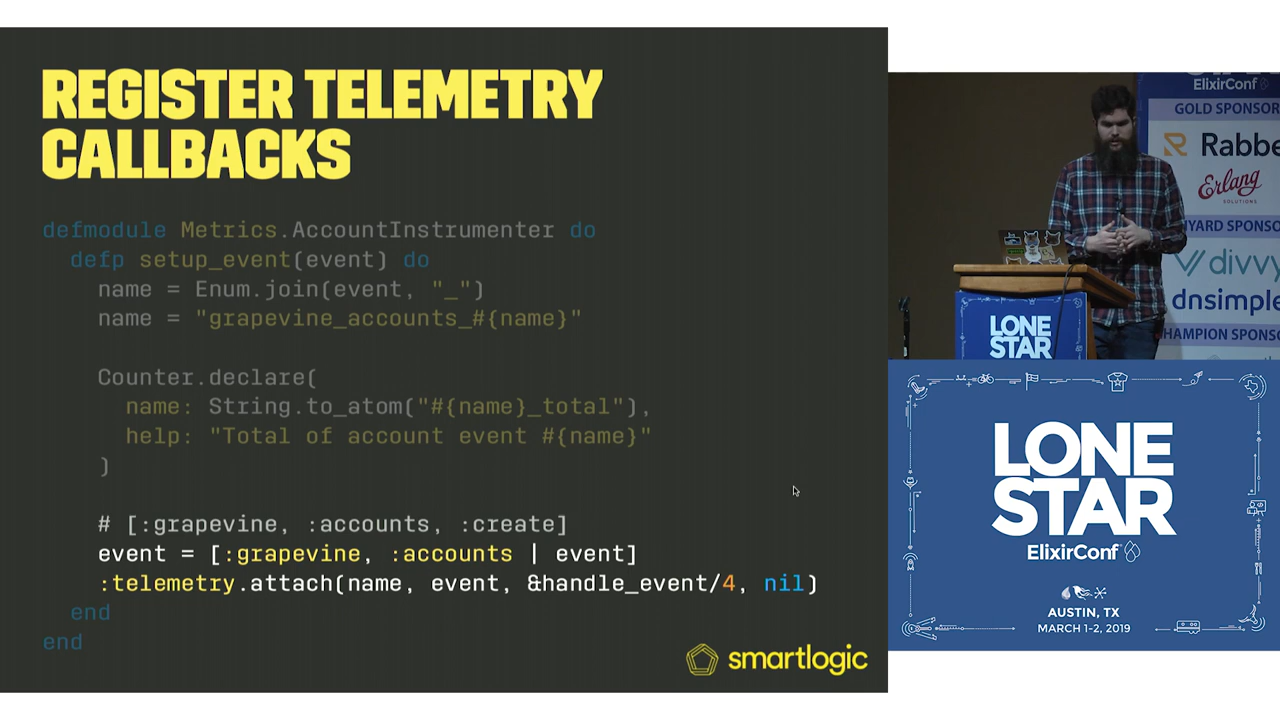 REGISTER TELEMETRY
CALLBACKS
defmodule Metrics.AccountInstrumenter do
  defp setup_event(event) do
    name = Enum.join(event, "_")
    name = "grapevine_accounts_#{name}"

    Counter.declare(
      name: String.to_atom("#{name}_total"),
      help: "Total of account event #{name}"
    )

    # [:grapevine, :accounts, :create]
    event = [:grapevine, :accounts | event]
    :telemetry.attach(name, event, &handle_event/4, nil)
  end
end
smartlogic
ElixirConf
GOLD SPONSOR
Rabbe
Erlang
SOLUTIONS
YARD SPONSO
divvy
dnsimple
HAMPION SPONSO
LONE
STAR
LONE
STAR
ElixirConf
AUSTIN, TX
MARCH 1-2, 2019